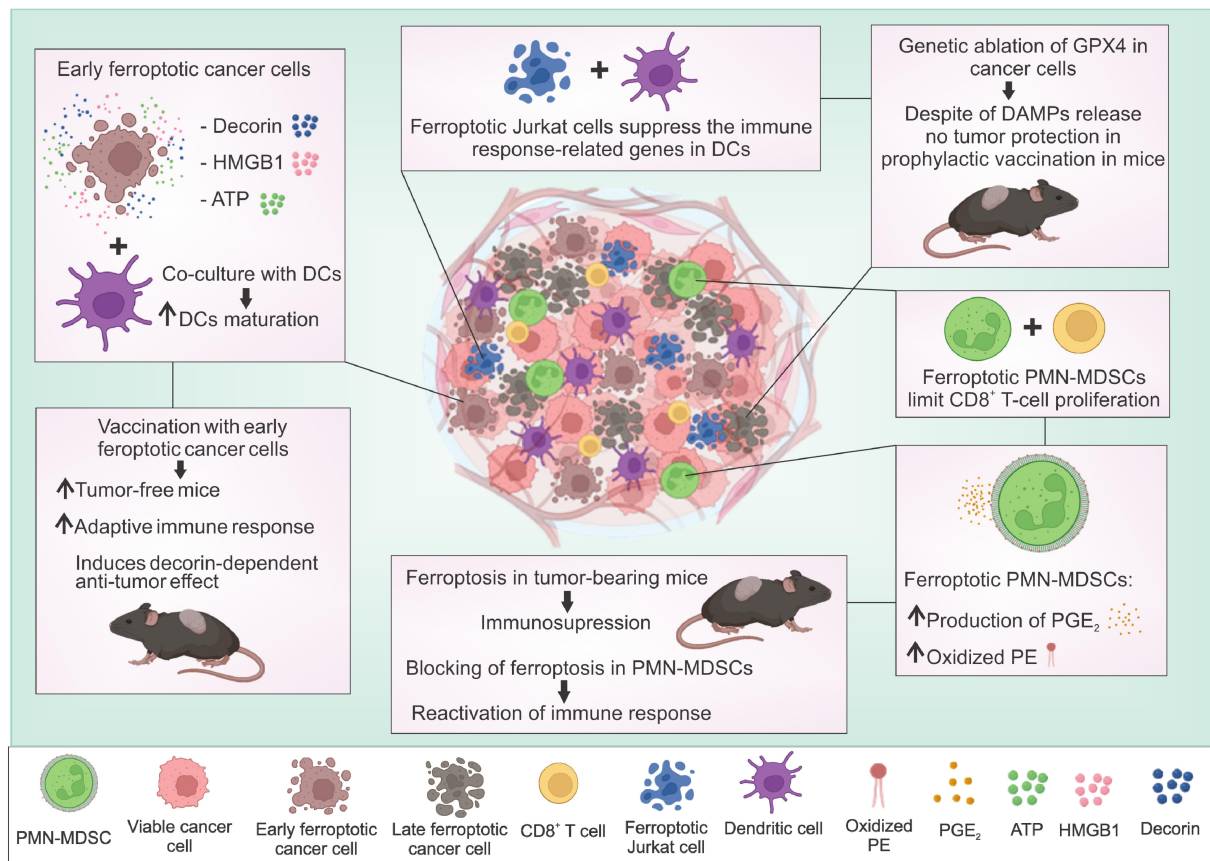 Early ferroptotic cancer cells
- Decorin
- HMGB1
- ATP
+
Co-culture with DCs
DCs maturation
Vaccination with early
feroptotic cancer cells
Tumor-free mice
Adaptive immune response
Induces decorin-dependent
anti-tumor effect
+
Ferroptotic Jurkat cells suppress the immune
response-related genes in DCs
Genetic ablation of GPX4 in
cancer cells
Despite of DAMPs release
no tumor protection in
prophylactic vaccination in mice
+
Ferroptotic PMN-MDSCs
limit CD8⁺ T-cell proliferation
Ferroptotic PMN-MDSCs:
Production of PGE₂
Oxidized PE
Ferroptosis in tumor-bearing mice
Immunosupression
Blocking of ferroptosis in PMN-MDSCs
Reactivation of immune response
PMN-MDSC
Viable cancer
cell
Early ferroptotic
cancer cell
Late ferroptotic
cancer cell
CD8⁺ T cell
Ferroptotic
Jurkat cell
Dendritic cell
Oxidized
PE
PGE₂
ATP
HMGB1
Decorin